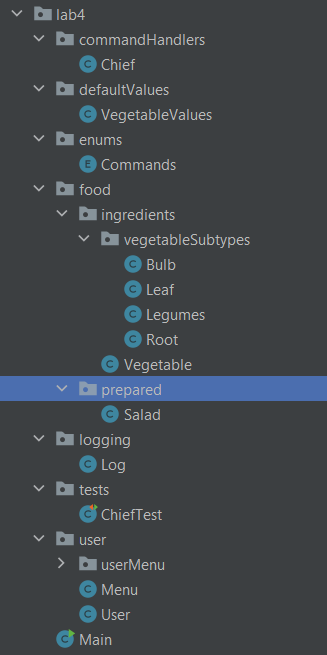 lab4
commandHandlers
C Chief
defaultValues
C VegetableValues
enums
E Commands
food
ingredients
vegetableSubtypes
C Bulb
C Leaf
C Legumes
C Root
C Vegetable
prepared
C Salad
logging
C Log
tests
C ChiefTest
user
userMenu
C Menu
C User
C Main